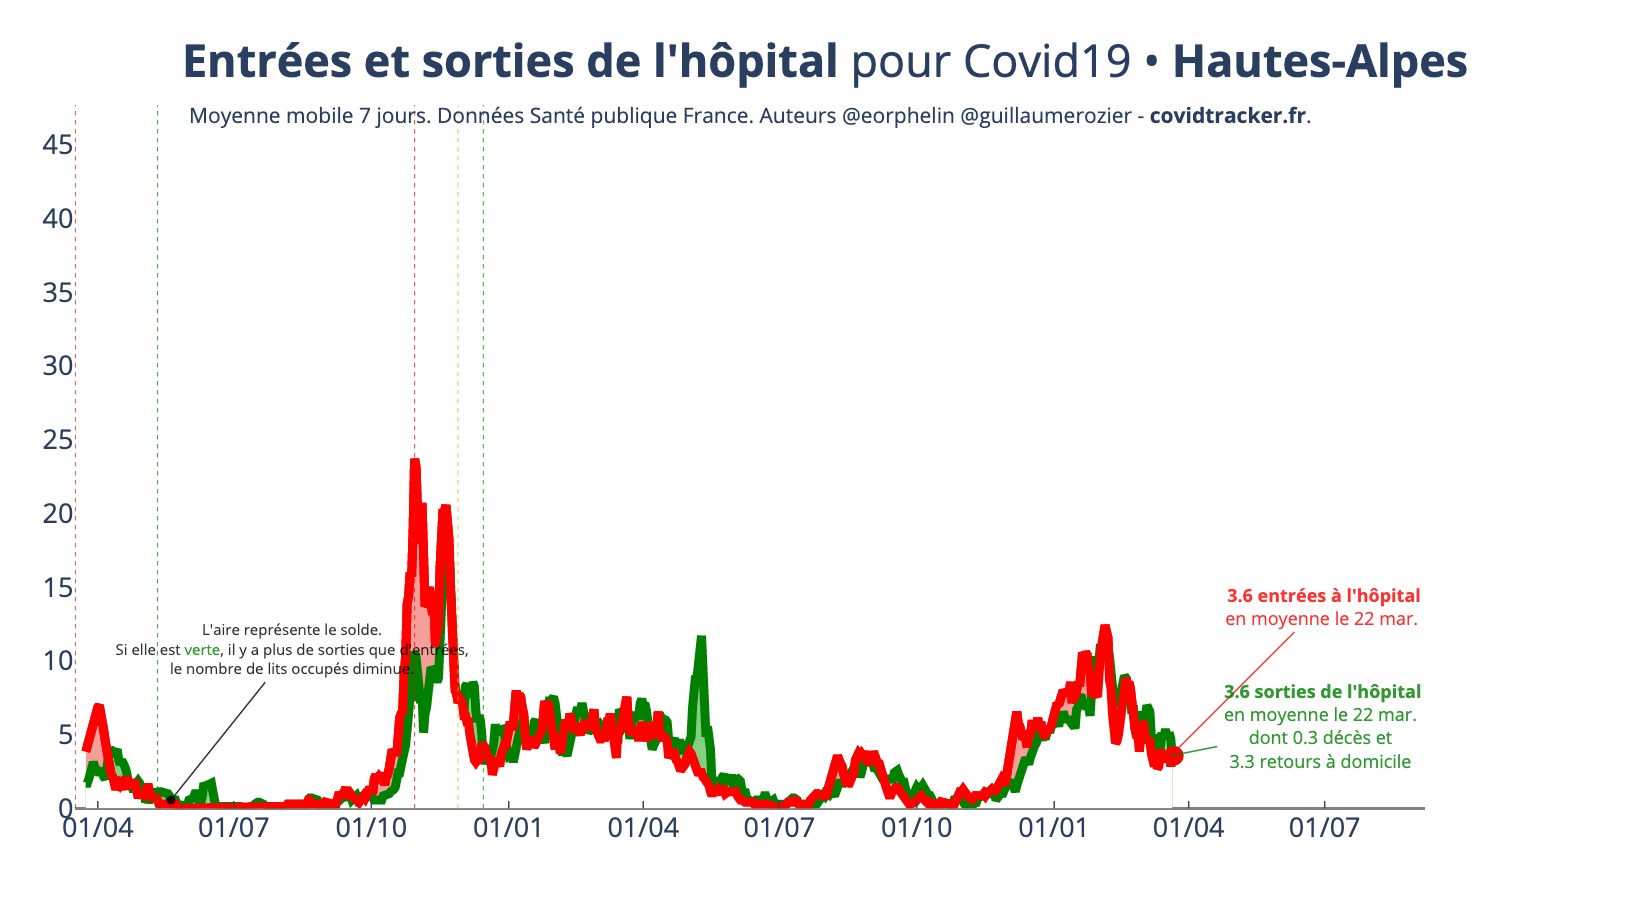 Entrées et sorties de l'hôpital pour Covid19 • Hautes-Alpes
Moyenne mobile 7 jours. Données Santé publique France. Auteurs @eorphelin @guillaumerozier - covidtracker.fr.
45
40
35
30
25
20
15
10
5
0
L'aire représente le solde.
Si elle est verte, il y a plus de sorties que d'entrées,
le nombre de lits occupés diminue.
3.6 entrées à l'hôpital
en moyenne le 22 mar.
3.6 sorties de l'hôpital
en moyenne le 22 mar.
dont 0.3 décès et
3.3 retours à domicile
01/04 01/07 01/10 01/01 01/04 01/07 01/10 01/01 01/04 01/07